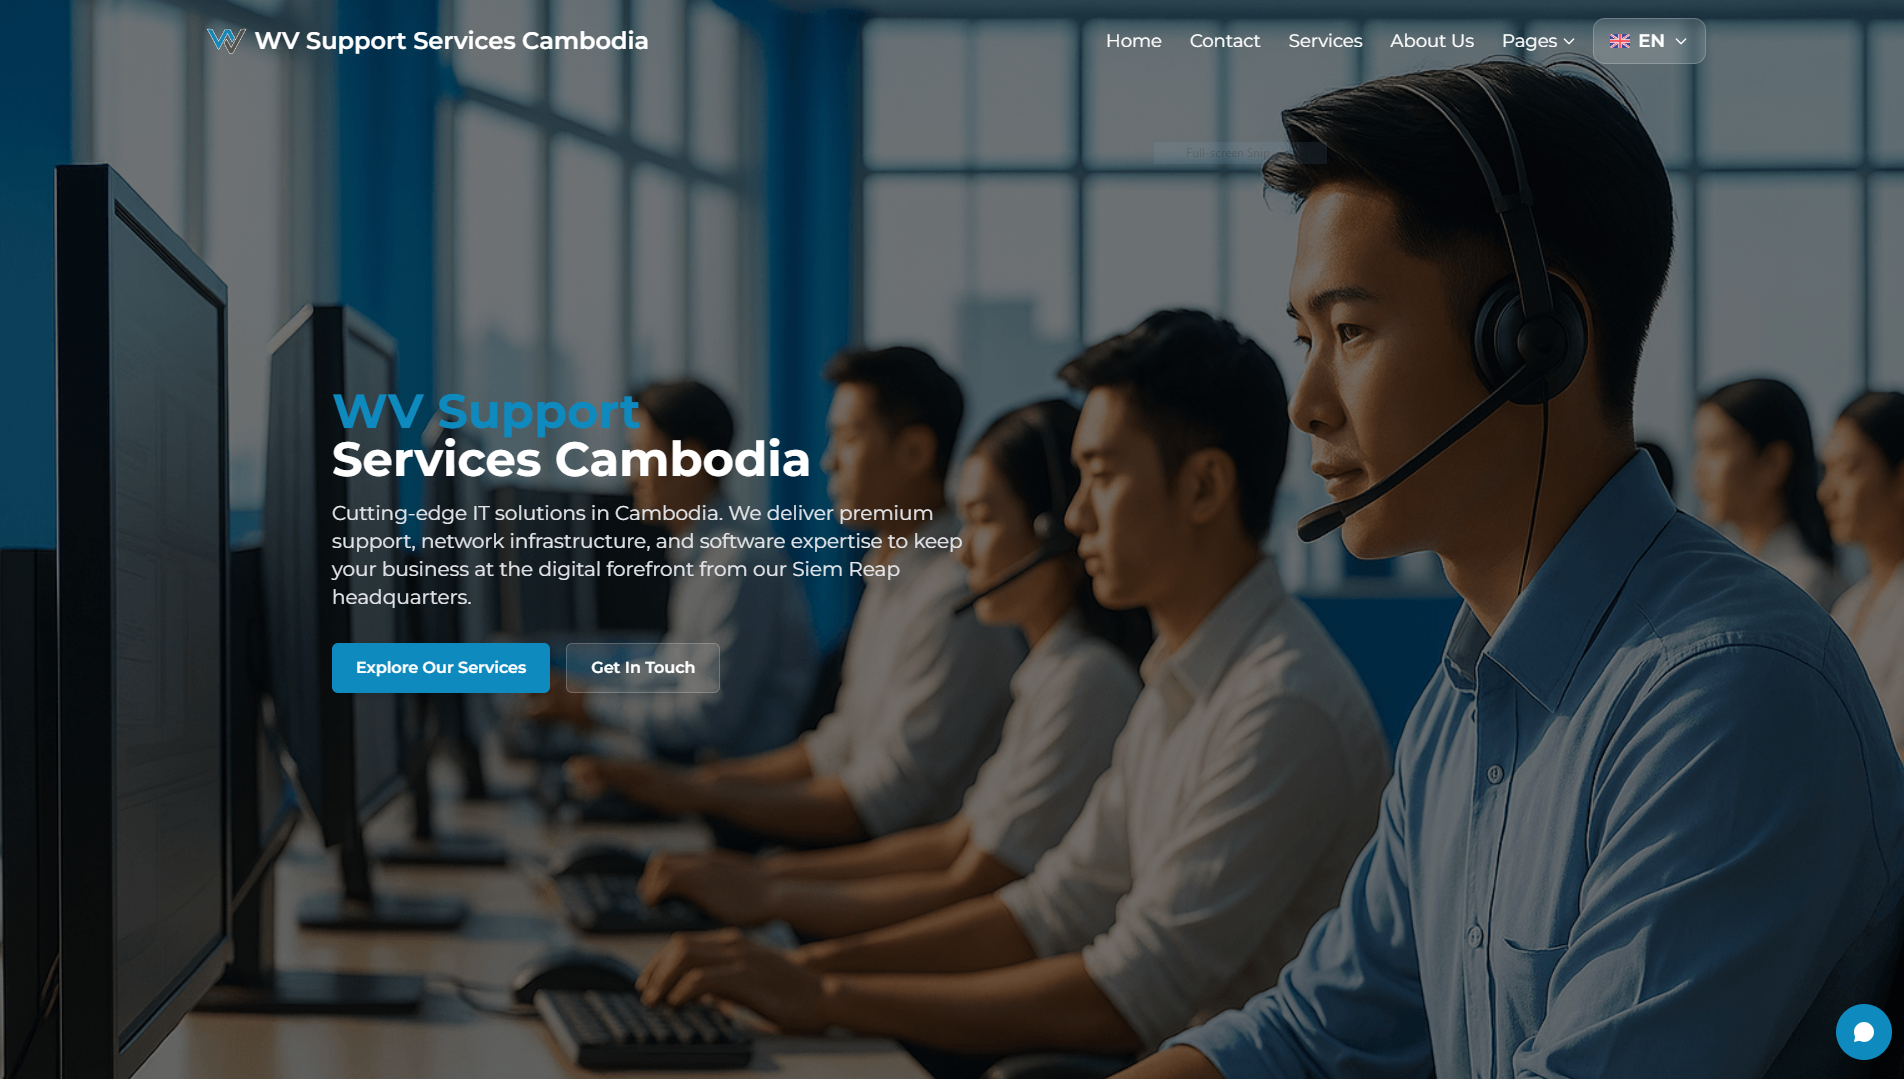 WV Support Services Cambodia
Home Contact Services About Us Pages EN
Full-screen Snip
WV Support
Services Cambodia
Cutting-edge IT solutions in Cambodia. We deliver premium
support, network infrastructure, and software expertise to keep
your business at the digital forefront from our Siem Reap
headquarters.
Explore Our Services Get In Touch